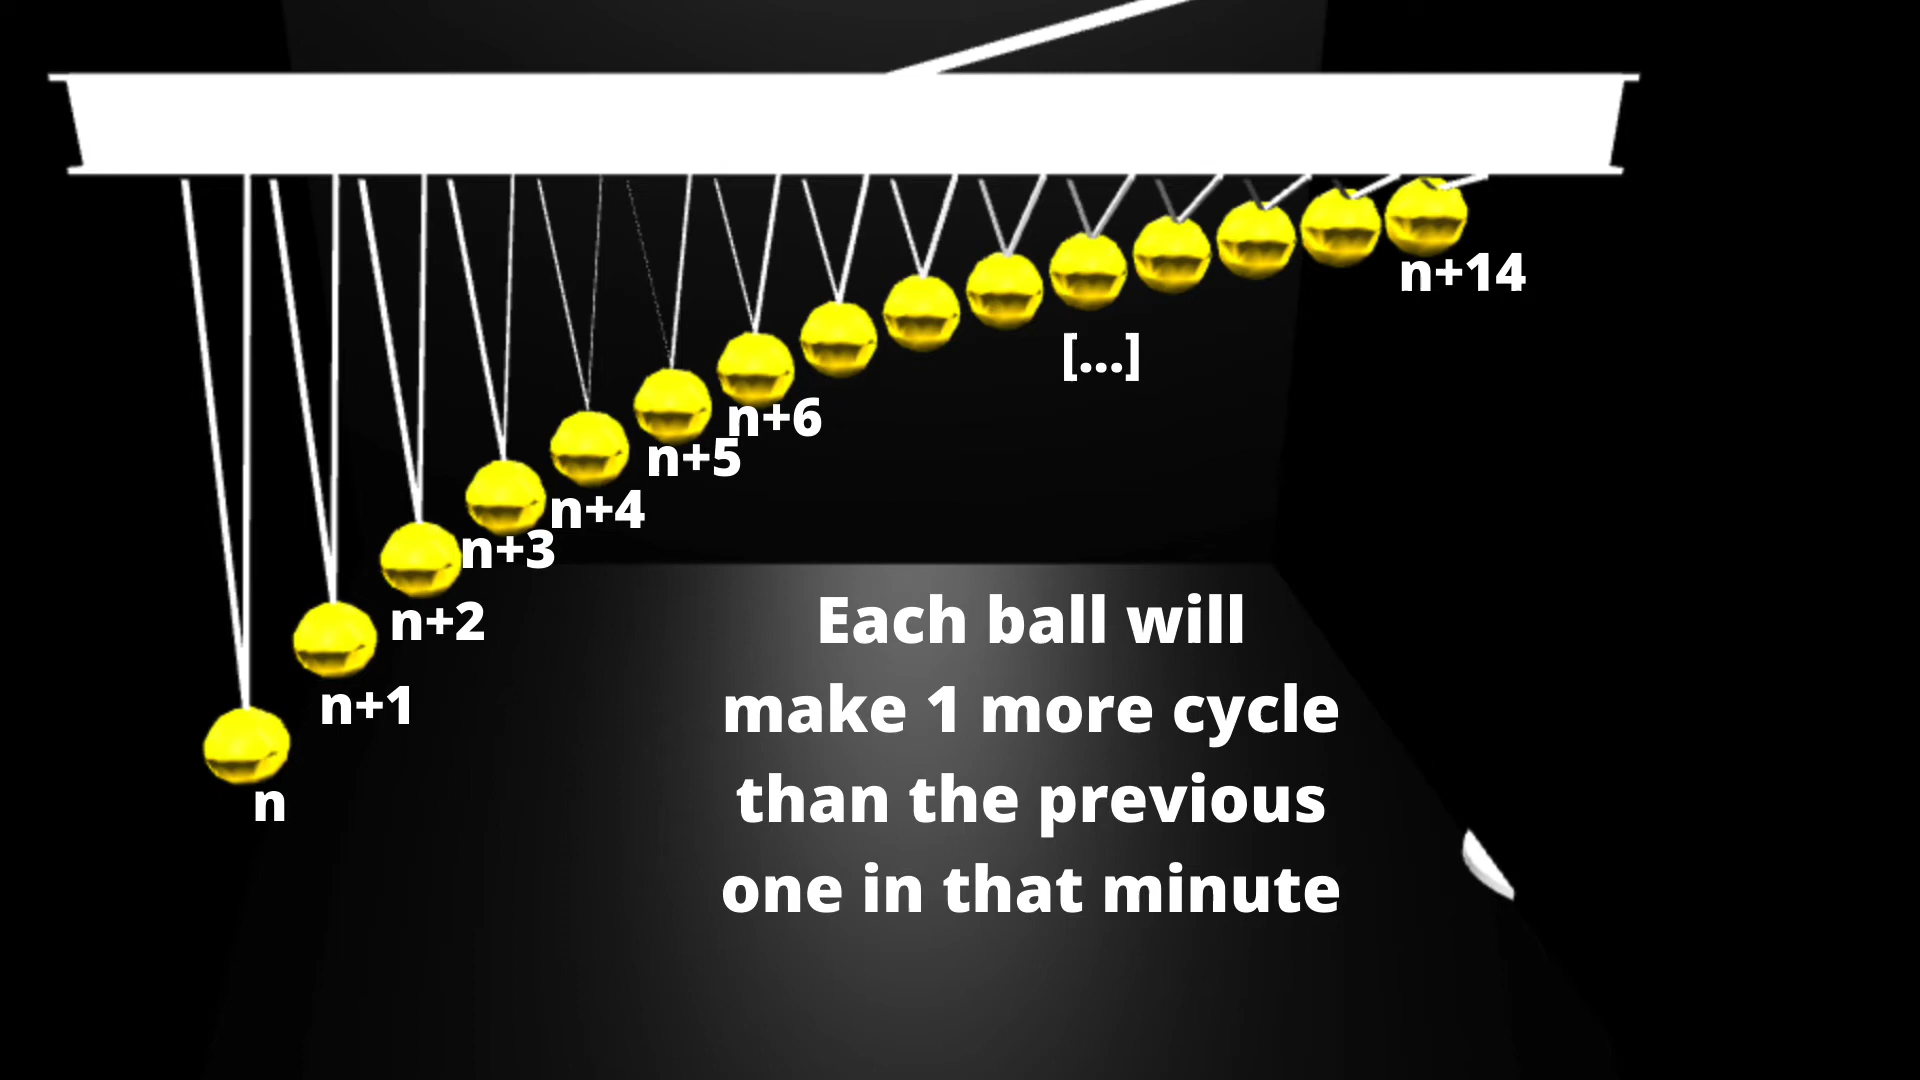 n
n+1
n+2
n+3
n+4
n+5
n+6
[...]
n+14
Each ball will
make 1 more cycle
than the previous
one in that minute